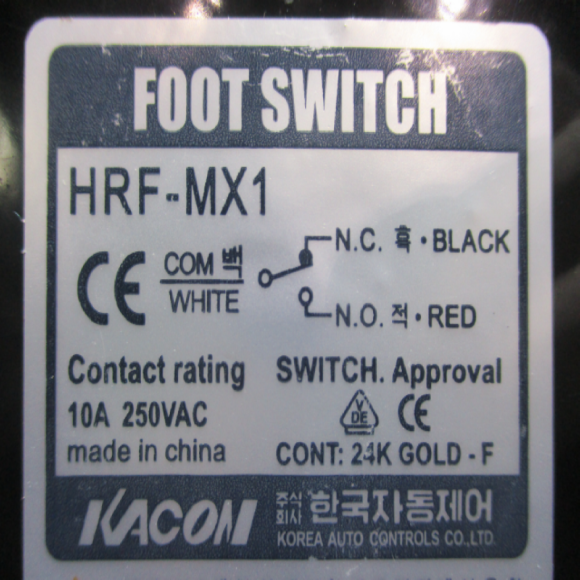 FOOT SWITCH
HRF-MX1
CE
COM 백
WHITE
N.C. 흑·BLACK
N.O. 적·RED
Contact rating
10A 250VAC
made in china
SWITCH. Approval
VDE CE
CONT: 24K GOLD - F
KACON
주식회사 한국자동제어
KOREA AUTO CONTROLS CO.,LTD.